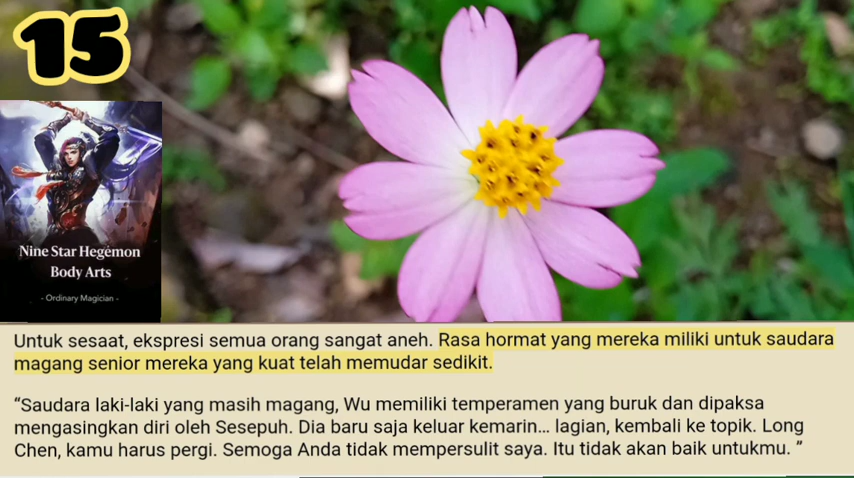 15
Nine Star Hegemon
Body Arts
- Ordinary Magician -
Untuk sesaat, ekspresi semua orang sangat aneh. Rasa hormat yang mereka miliki untuk saudara
magang senior mereka yang kuat telah memudar sedikit.
“Saudara laki-laki yang masih magang, Wu memiliki temperamen yang buruk dan dipaksa
mengasingkan diri oleh Sesepuh. Dia baru saja keluar kemarin... lagian, kembali ke topik. Long
Chen, kamu harus pergi. Semoga Anda tidak mempersulit saya. Itu tidak akan baik untukmu. ”